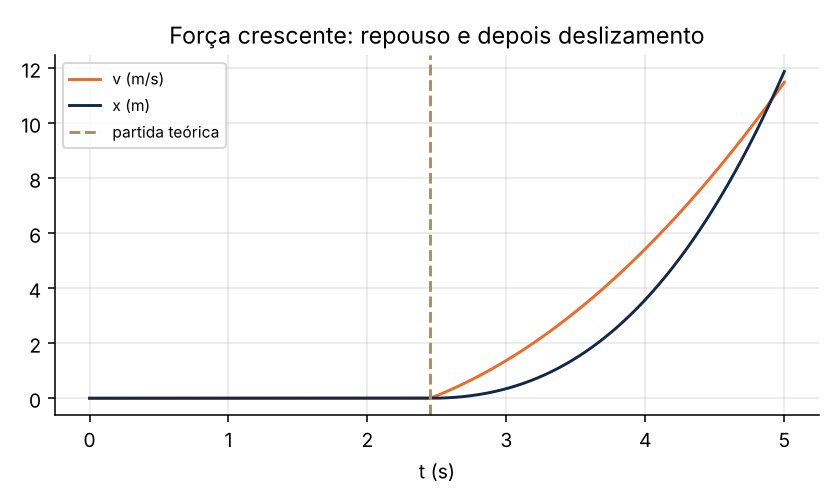 Força crescente: repouso e depois deslizamento
v (m/s)
x (m)
partida teórica
12
10
8
6
4
2
0
0 1 2 3 4 5
t (s)